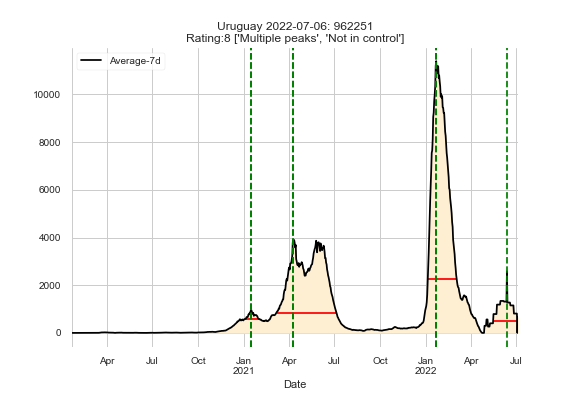 Uruguay 2022-07-06: 962251
Rating:8 ['Multiple peaks', 'Not in control']
Average-7d
10000
8000
6000
4000
2000
0
Apr Jul Oct Jan Apr Jul Oct Jan Apr Jul
2021 2022
Date